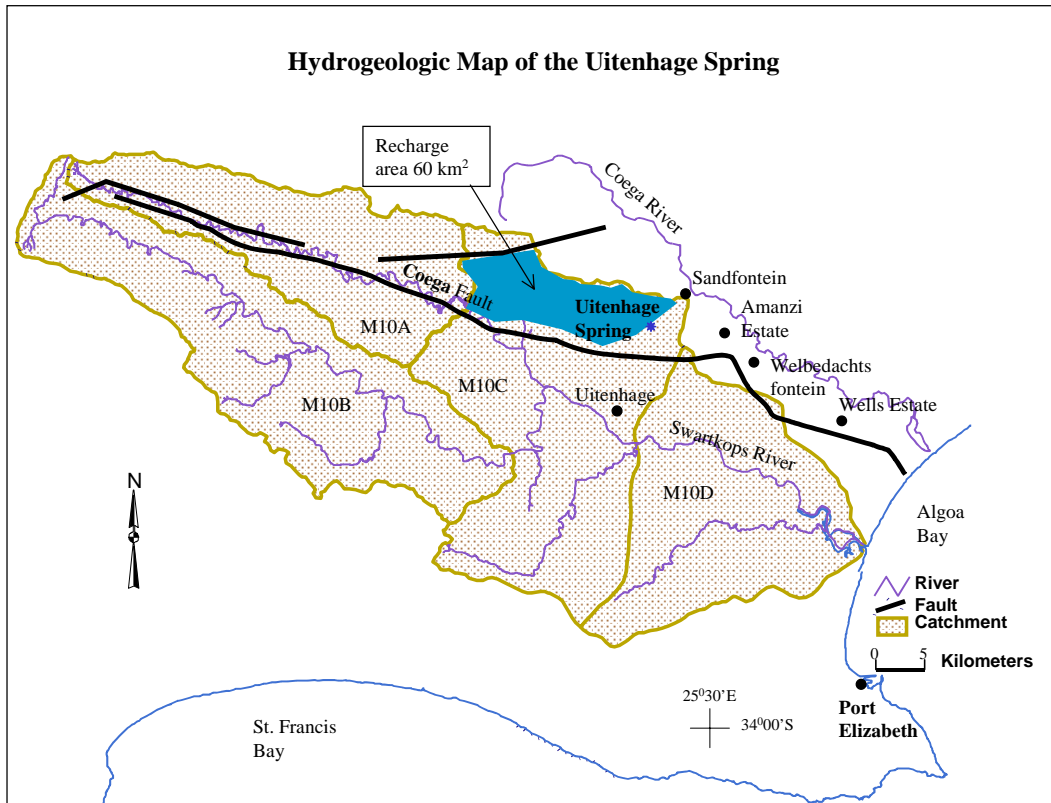 Hydrogeologic Map of the Uitenhage Spring
Recharge
area 60 km²
Coega River
Sandfontein
Coega Fault
Uitenhage
Spring
Amanzi
Estate
M10A
Welbedachts
fontein
M10C
Uitenhage
M10B
Wells Estate
Swartkops River
N
M10D
Algoa
Bay
River
Fault
Catchment
0 5
Kilometers
25⁰30'E
34⁰00'S
Port
Elizabeth
St. Francis
Bay